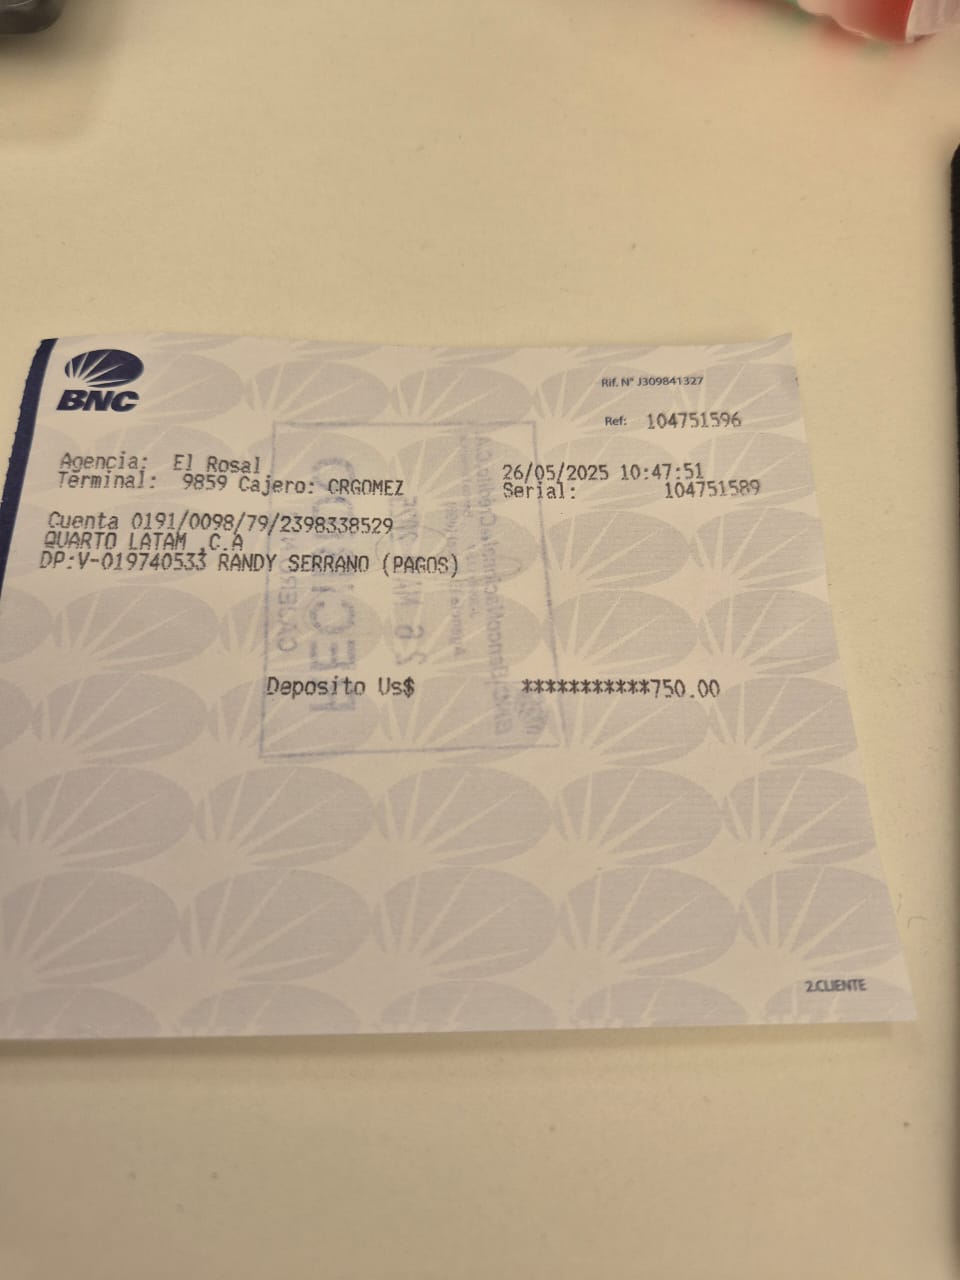 BNC
Rif. N° J309841327
Ref: 104751596
Agencia: El Rosal
Terminal: 9859 Cajero: CRGOMEZ
26/05/2025 10:47:51
Serial: 104751589
Cuenta 0191/0098/79/2398338529
QUARTO LATAM ,C.A
DP:V-019740533 RANDY SERRANO (PAGOS)
Deposito Us$ ***********750.00
2.CLIENTE